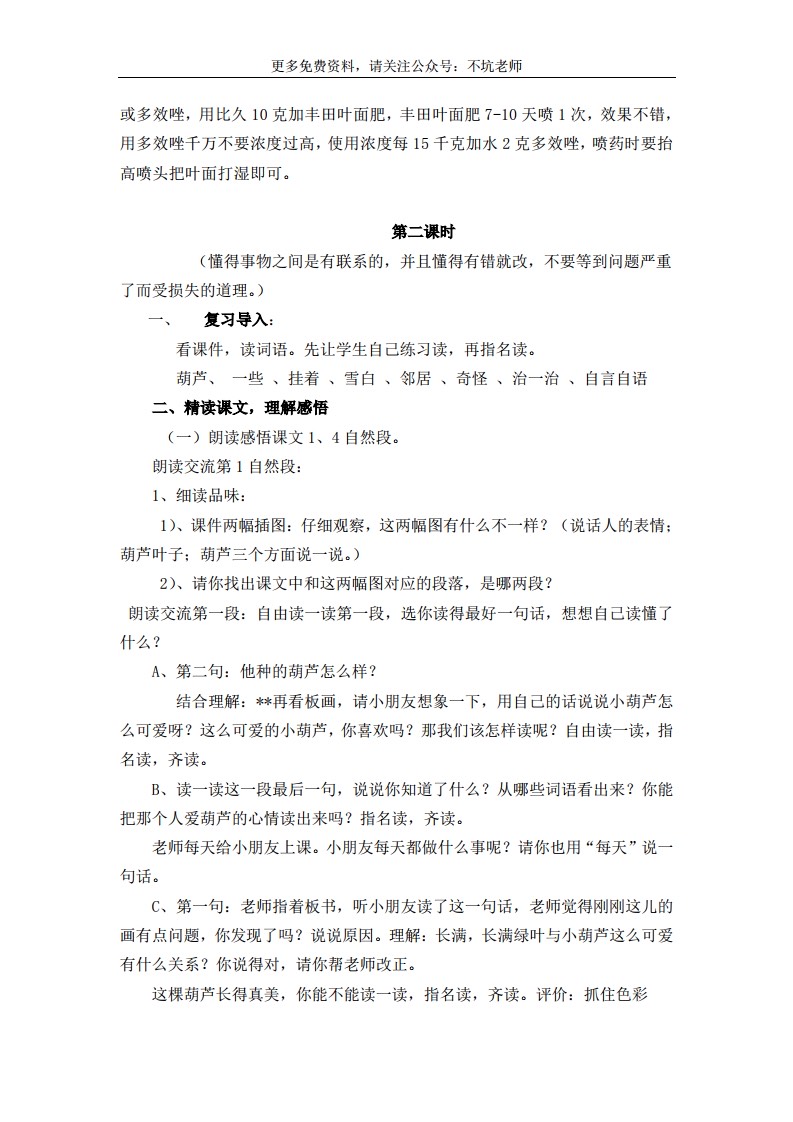 更多免费资料，请关注公众号：不坑老师
或多效唑，用比久 10 克加丰田叶面肥，丰田叶面肥 7-10 天喷 1 次，效果不错，
用多效唑千万不要浓度过高，使用浓度每 15 千克加水 2 克多效唑，喷药时要抬
高喷头把叶面打湿即可。
第二课时
（懂得事物之间是有联系的，并且懂得有错就改，不要等到问题严重
了而受损失的道理。）
一、 复习导入：
看课件，读词语。先让学生自己练习读，再指名读。
葫芦、 一些 、挂着 、雪白 、邻居 、奇怪 、治一治 、自言自语
二、精读课文，理解感悟
（一）朗读感悟课文 1、4 自然段。
朗读交流第 1 自然段：
1、细读品味：
1）、课件两幅插图：仔细观察，这两幅图有什么不一样？（说话人的表情；
葫芦叶子；葫芦三个方面说一说。）
2）、请你找出课文中和这两幅图对应的段落，是哪两段？
朗读交流第一段：自由读一读第一段，选你读得最好一句话，想想自己读懂了
什么？
A、第二句：他种的葫芦怎么样？
结合理解：**再看板画，请小朋友想象一下，用自己的话说说小葫芦怎
么可爱呀？这么可爱的小葫芦，你喜欢吗？那我们该怎样读呢？自由读一读，指
名读，齐读。
B、读一读这一段最后一句，说说你知道了什么？从哪些词语看出来？你能
把那个人爱葫芦的心情读出来吗？指名读，齐读。
老师每天给小朋友上课。小朋友每天都做什么事呢？请你也用“每天”说一
句话。
C、第一句：老师指着板书，听小朋友读了这一句话，老师觉得刚刚这儿的
画有点问题，你发现了吗？说说原因。理解：长满，长满绿叶与小葫芦这么可爱
有什么关系？你说得对，请你帮老师改正。
这棵葫芦长得真美，你能不能读一读，指名读，齐读。评价：抓住色彩